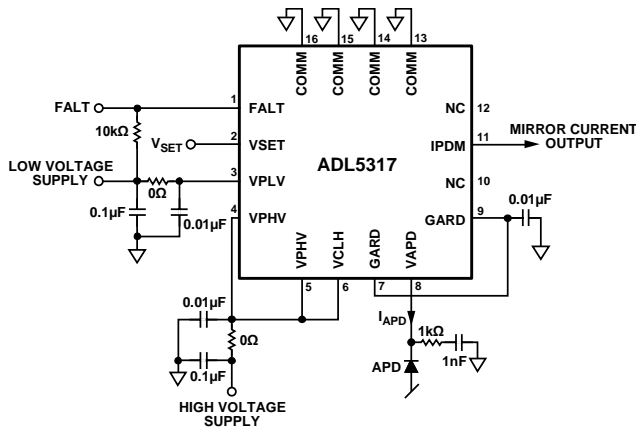 16
15
14
13
COMM
COMM
COMM
COMM
FALT
1
FALT
NC
12
10kΩ
MIRROR CURRENT
OUTPUT
VSET
2
VSET
IPDM
11
ADL5317
LOW VOLTAGE
SUPPLY
3
VPLV
NC
10
0Ω
0.1µF
0.01µF
4
VPHV
GARD
9
0.01µF
VPHV
VCLH
GARD
VAPD
5
6
7
8
0.01µF
IAPD
0Ω
1kΩ
0.1µF
APD
1nF
HIGH VOLTAGE
SUPPLY